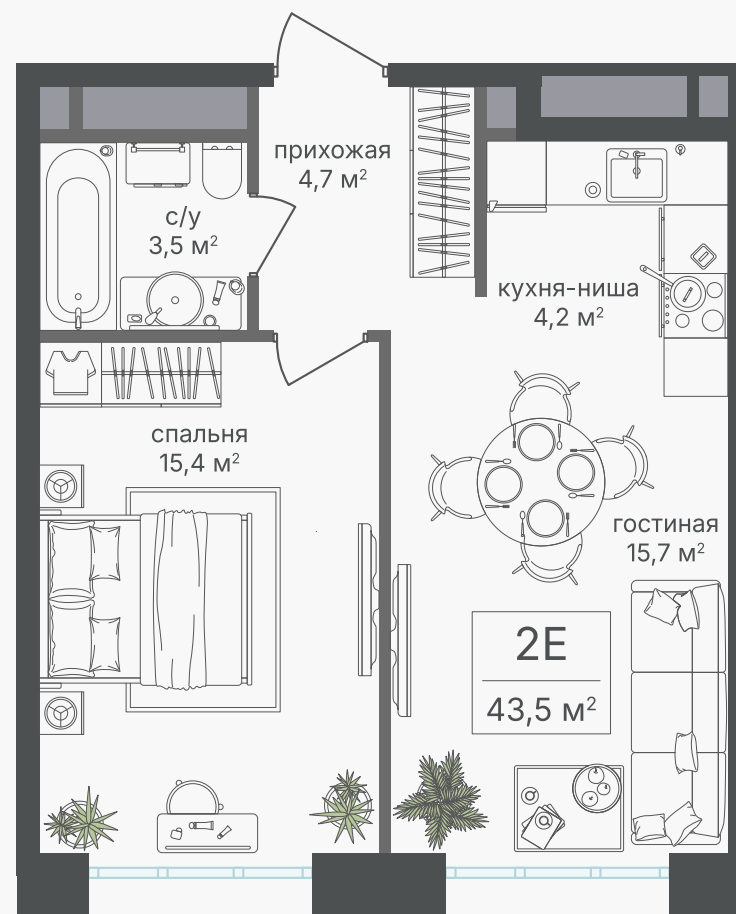 прихожая
4,7 м²
с/у
3,5 м²
кухня-ниша
4,2 м²
спальня
15,4 м²
гостиная
15,7 м²
2E
43,5 м²